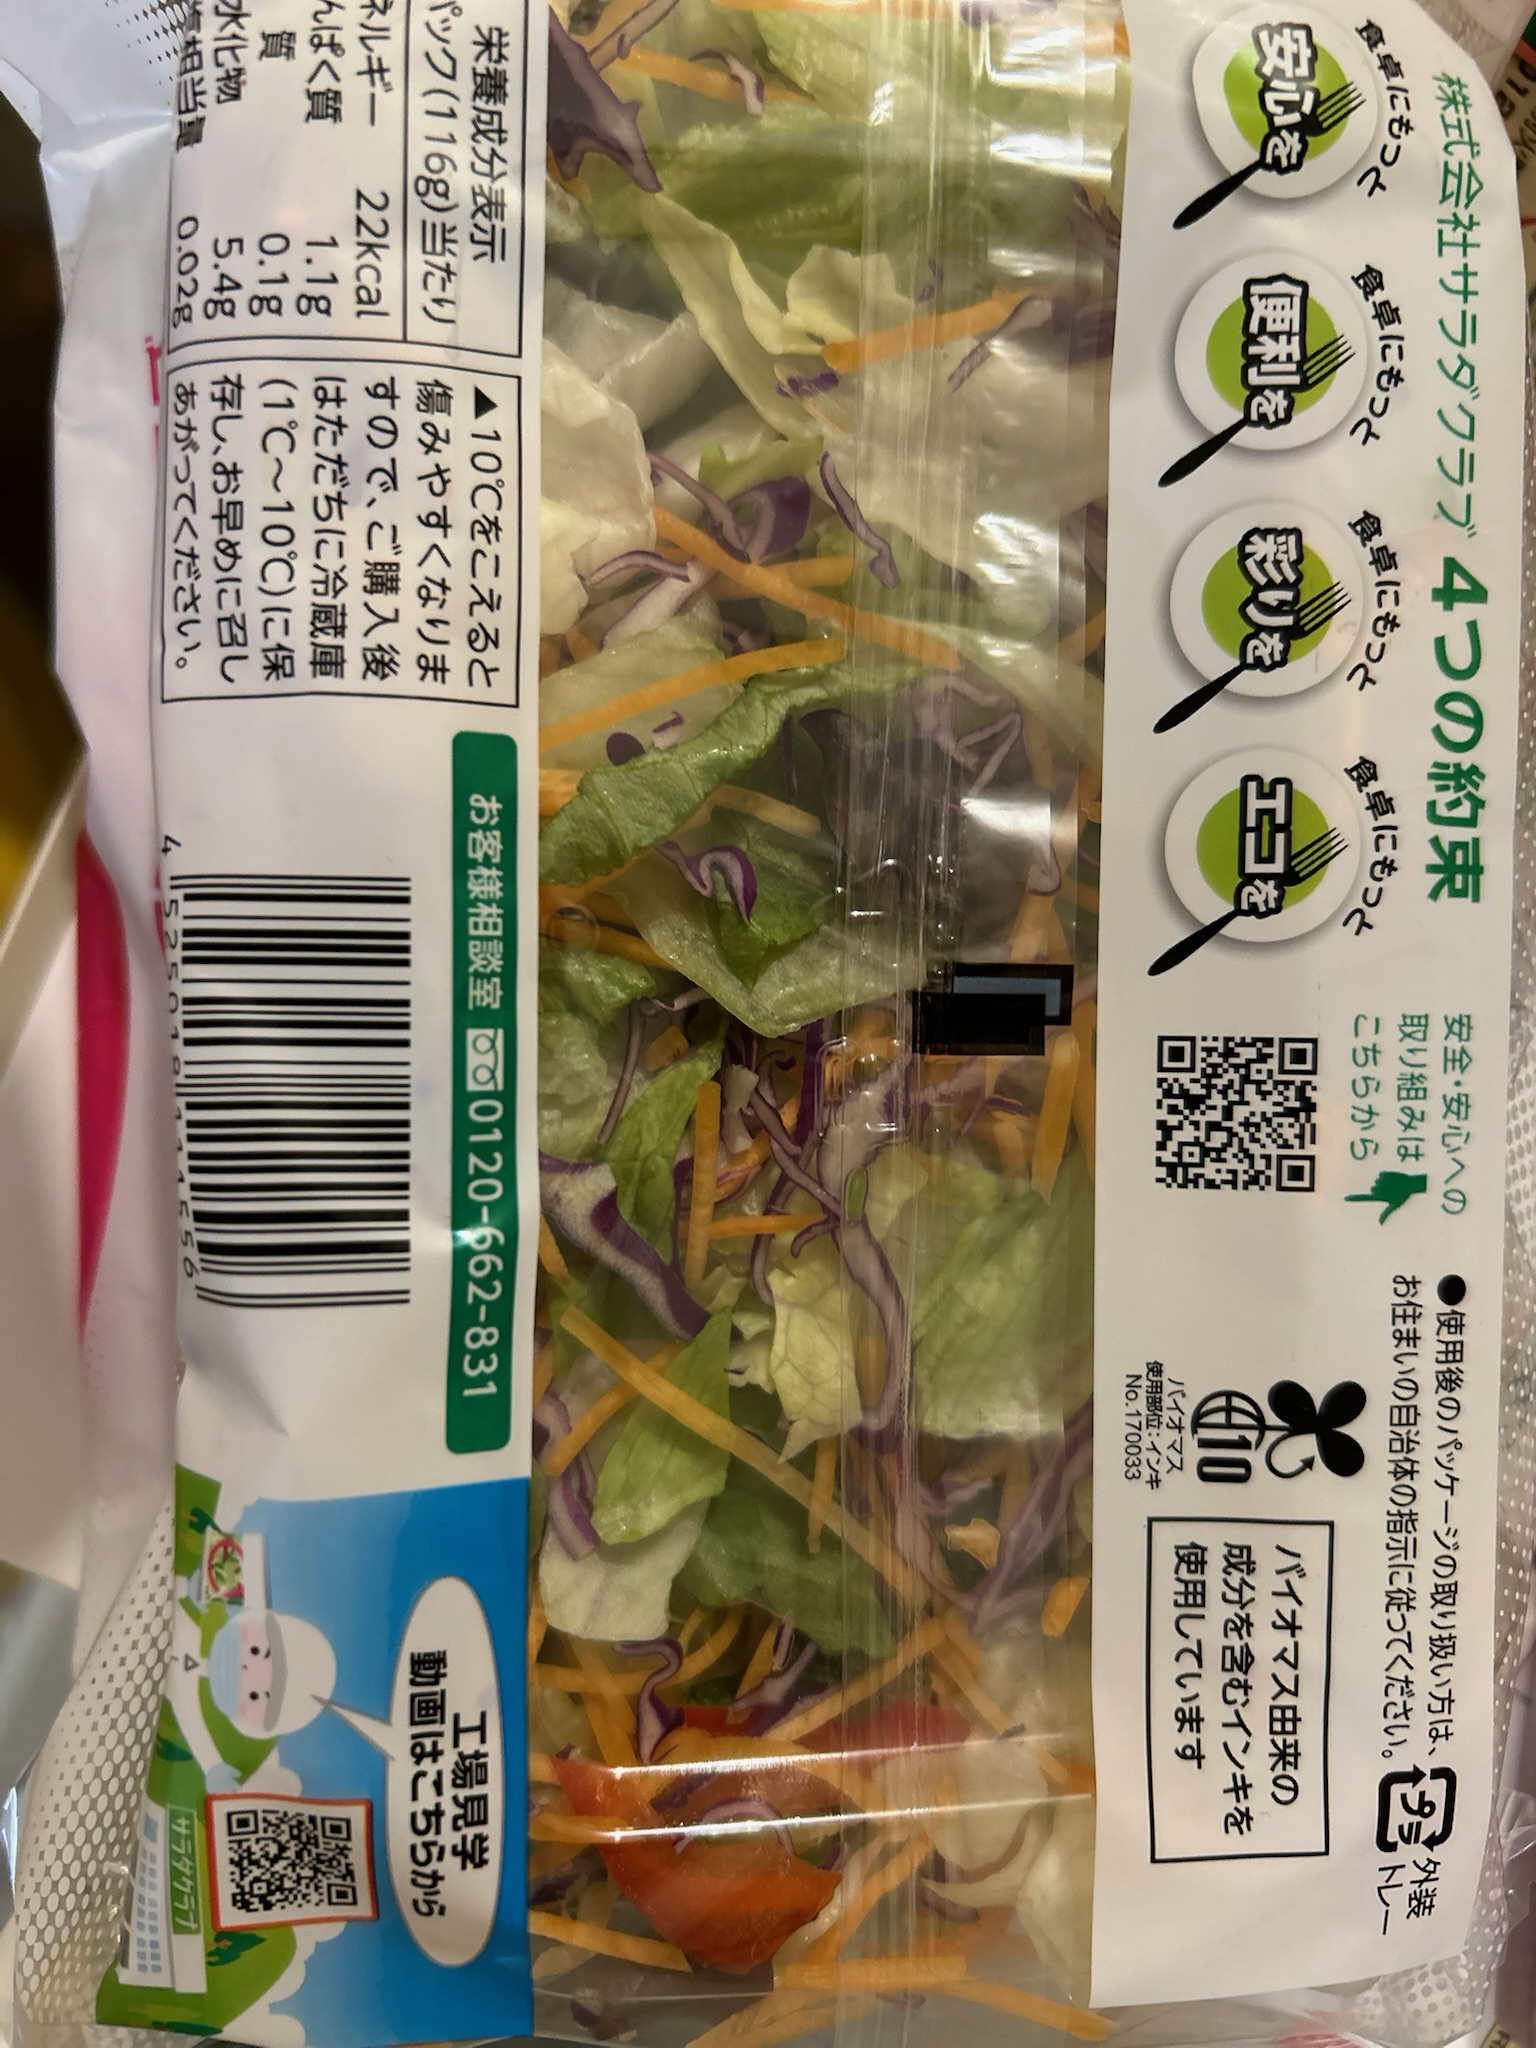 株式会社サラダクラブ 4つの約束
食卓にもっと
安心を
食卓にもっと
便利を
食卓にもっと
彩りを
食卓にもっと
エコを
安全・安心への
取り組みは
こちらから
●使用後のパッケージの取り扱い方は、
お住まいの自治体の指示に従ってください。
プラ
外装
トレー
10
バイオマス
使用部位:インキ
No.170033
バイオマス由来の
成分を含むインキを
使用しています
栄養成分表示
パック(116g)当たり
ネルギー 22kcal
んぱく質 1.1g
質 0.1g
水化物 5.4g
塩相当量 0.02g
▲10℃をこえると
傷みやすくなりま
すので、ご購入後
はただちに冷蔵庫
(1℃〜10℃)に保
存し、お早めに召し
あがってください。
お客様相談室 0120-662-831
工場見学
動画はこちらから
サラダクラブ